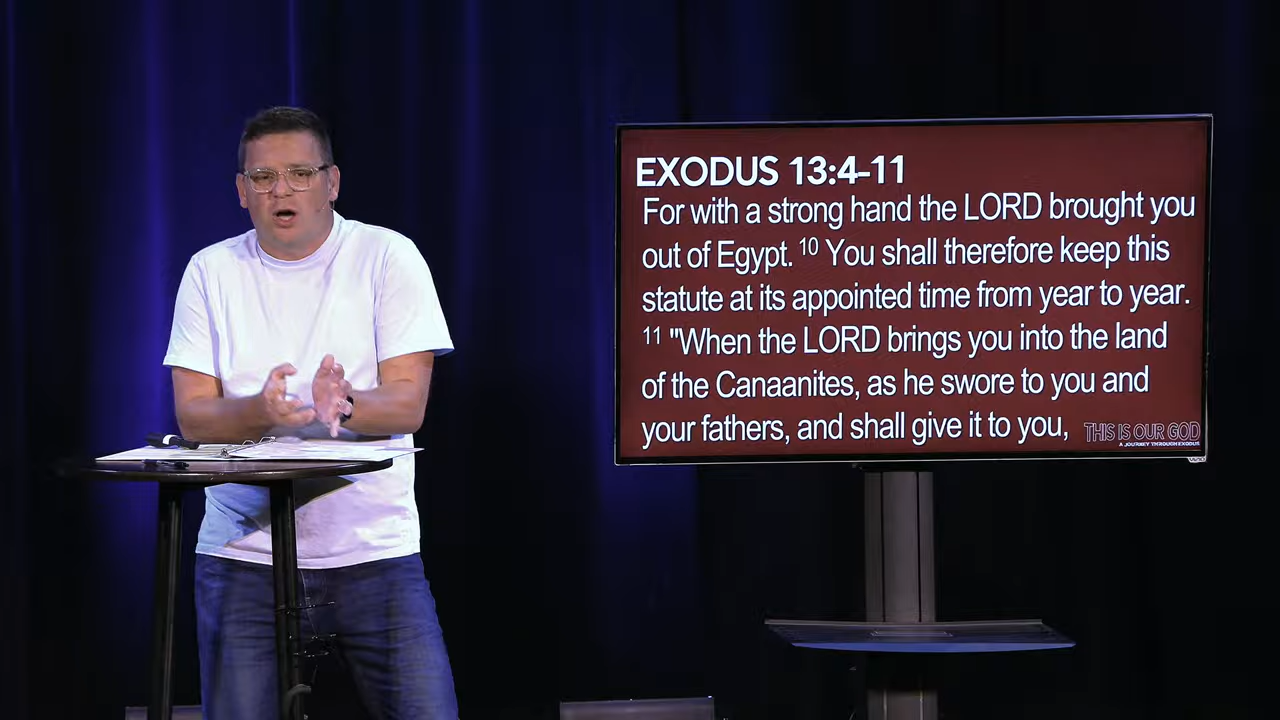 EXODUS 13:4-11
For with a strong hand the LORD brought you
out of Egypt. 10 You shall therefore keep this
statute at its appointed time from year to year.
11 "When the LORD brings you into the land
of the Canaanites, as he swore to you and
your fathers, and shall give it to you,
THIS IS OUR GOD
A JOURNEY THROUGH EXODUS